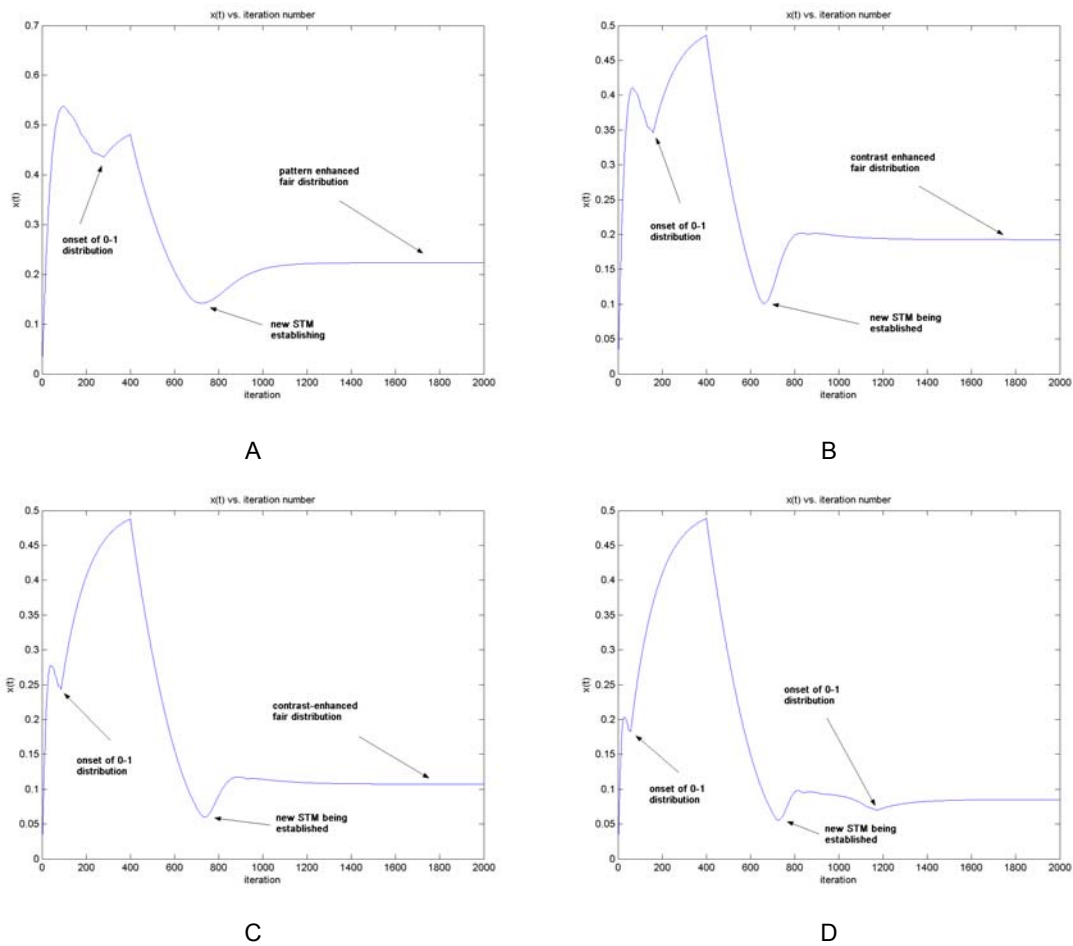 x(t) vs. iteration number
0.7
0.6
0.5
0.4
0.3
0.2
0.1
0
x(t)
pattern enhanced
fair distribution
onset of 0-1
distribution
new STM
establishing
0 200 400 600 800 1000 1200 1400 1600 1800 2000
iteration
A
x(t) vs. iteration number
0.5
0.45
0.4
0.35
0.3
0.25
0.2
0.15
0.1
0.05
0
x(t)
contrast enhanced
fair distribution
onset of 0-1
distribution
new STM being
established
0 200 400 600 800 1000 1200 1400 1600 1800 2000
iteration
B
x(t) vs. iteration number
0.5
0.45
0.4
0.35
0.3
0.25
0.2
0.15
0.1
0.05
0
x(t)
contrast-enhanced
fair distribution
onset of 0-1
distribution
new STM being
established
0 200 400 600 800 1000 1200 1400 1600 1800 2000
iteration
C
x(t) vs. iteration number
0.5
0.45
0.4
0.35
0.3
0.25
0.2
0.15
0.1
0.05
0
x(t)
onset of 0-1
distribution
onset of 0-1
distribution
new STM being
established
0 200 400 600 800 1000 1200 1400 1600 1800 2000
iteration
D